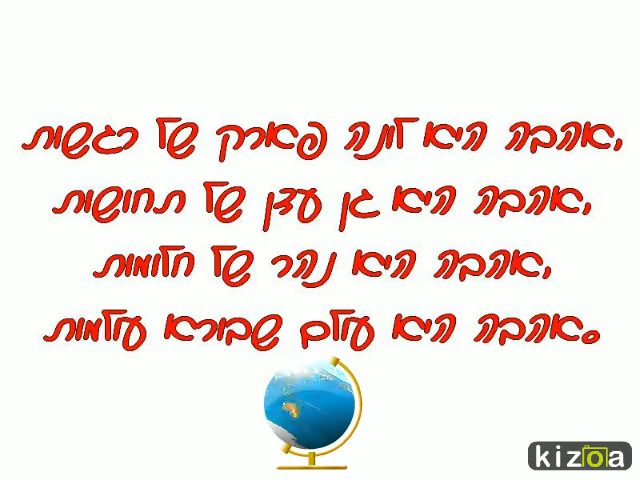 אהבה היא לונה פארק של רגשות,
אהבה היא גן עדן של תחושות,
אהבה היא נהר של חלומות,
אהבה היא עולם שבורא עולמות.
kizoa